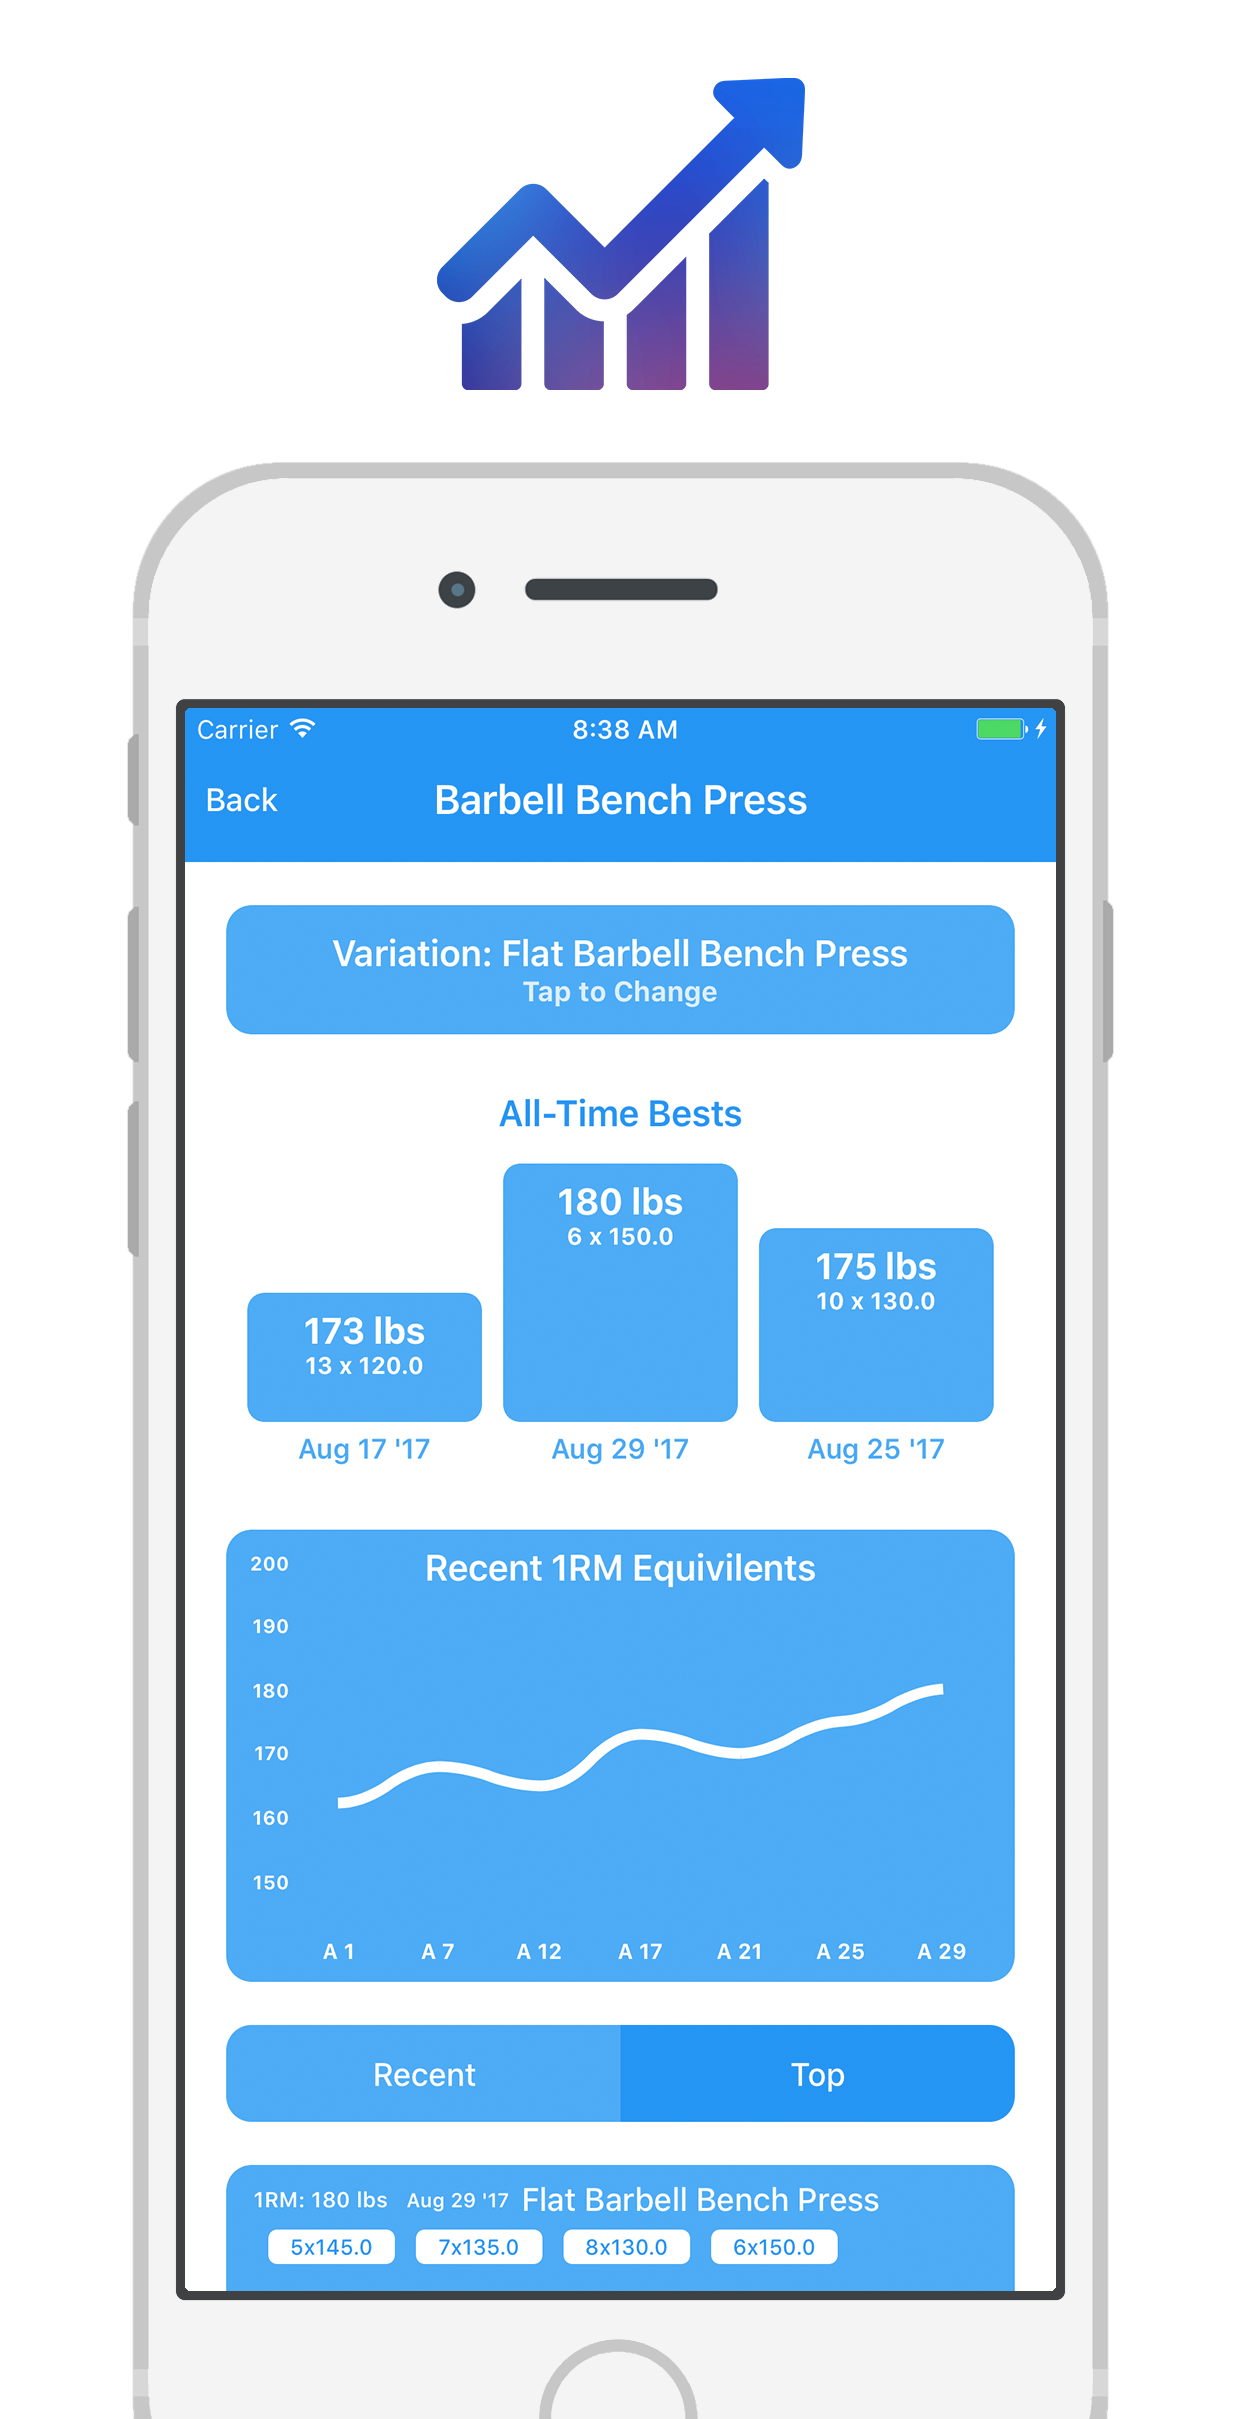 Carrier 8:38 AM
Back Barbell Bench Press
Variation: Flat Barbell Bench Press
Tap to Change
All-Time Bests
173 lbs
13 x 120.0
Aug 17 '17
180 lbs
6 x 150.0
Aug 29 '17
175 lbs
10 x 130.0
Aug 25 '17
Recent 1RM Equivilents
200
190
180
170
160
150
A 1 A 7 A 12 A 17 A 21 A 25 A 29
Recent Top
1RM: 180 lbs Aug 29 '17 Flat Barbell Bench Press
5x145.0 7x135.0 8x130.0 6x150.0